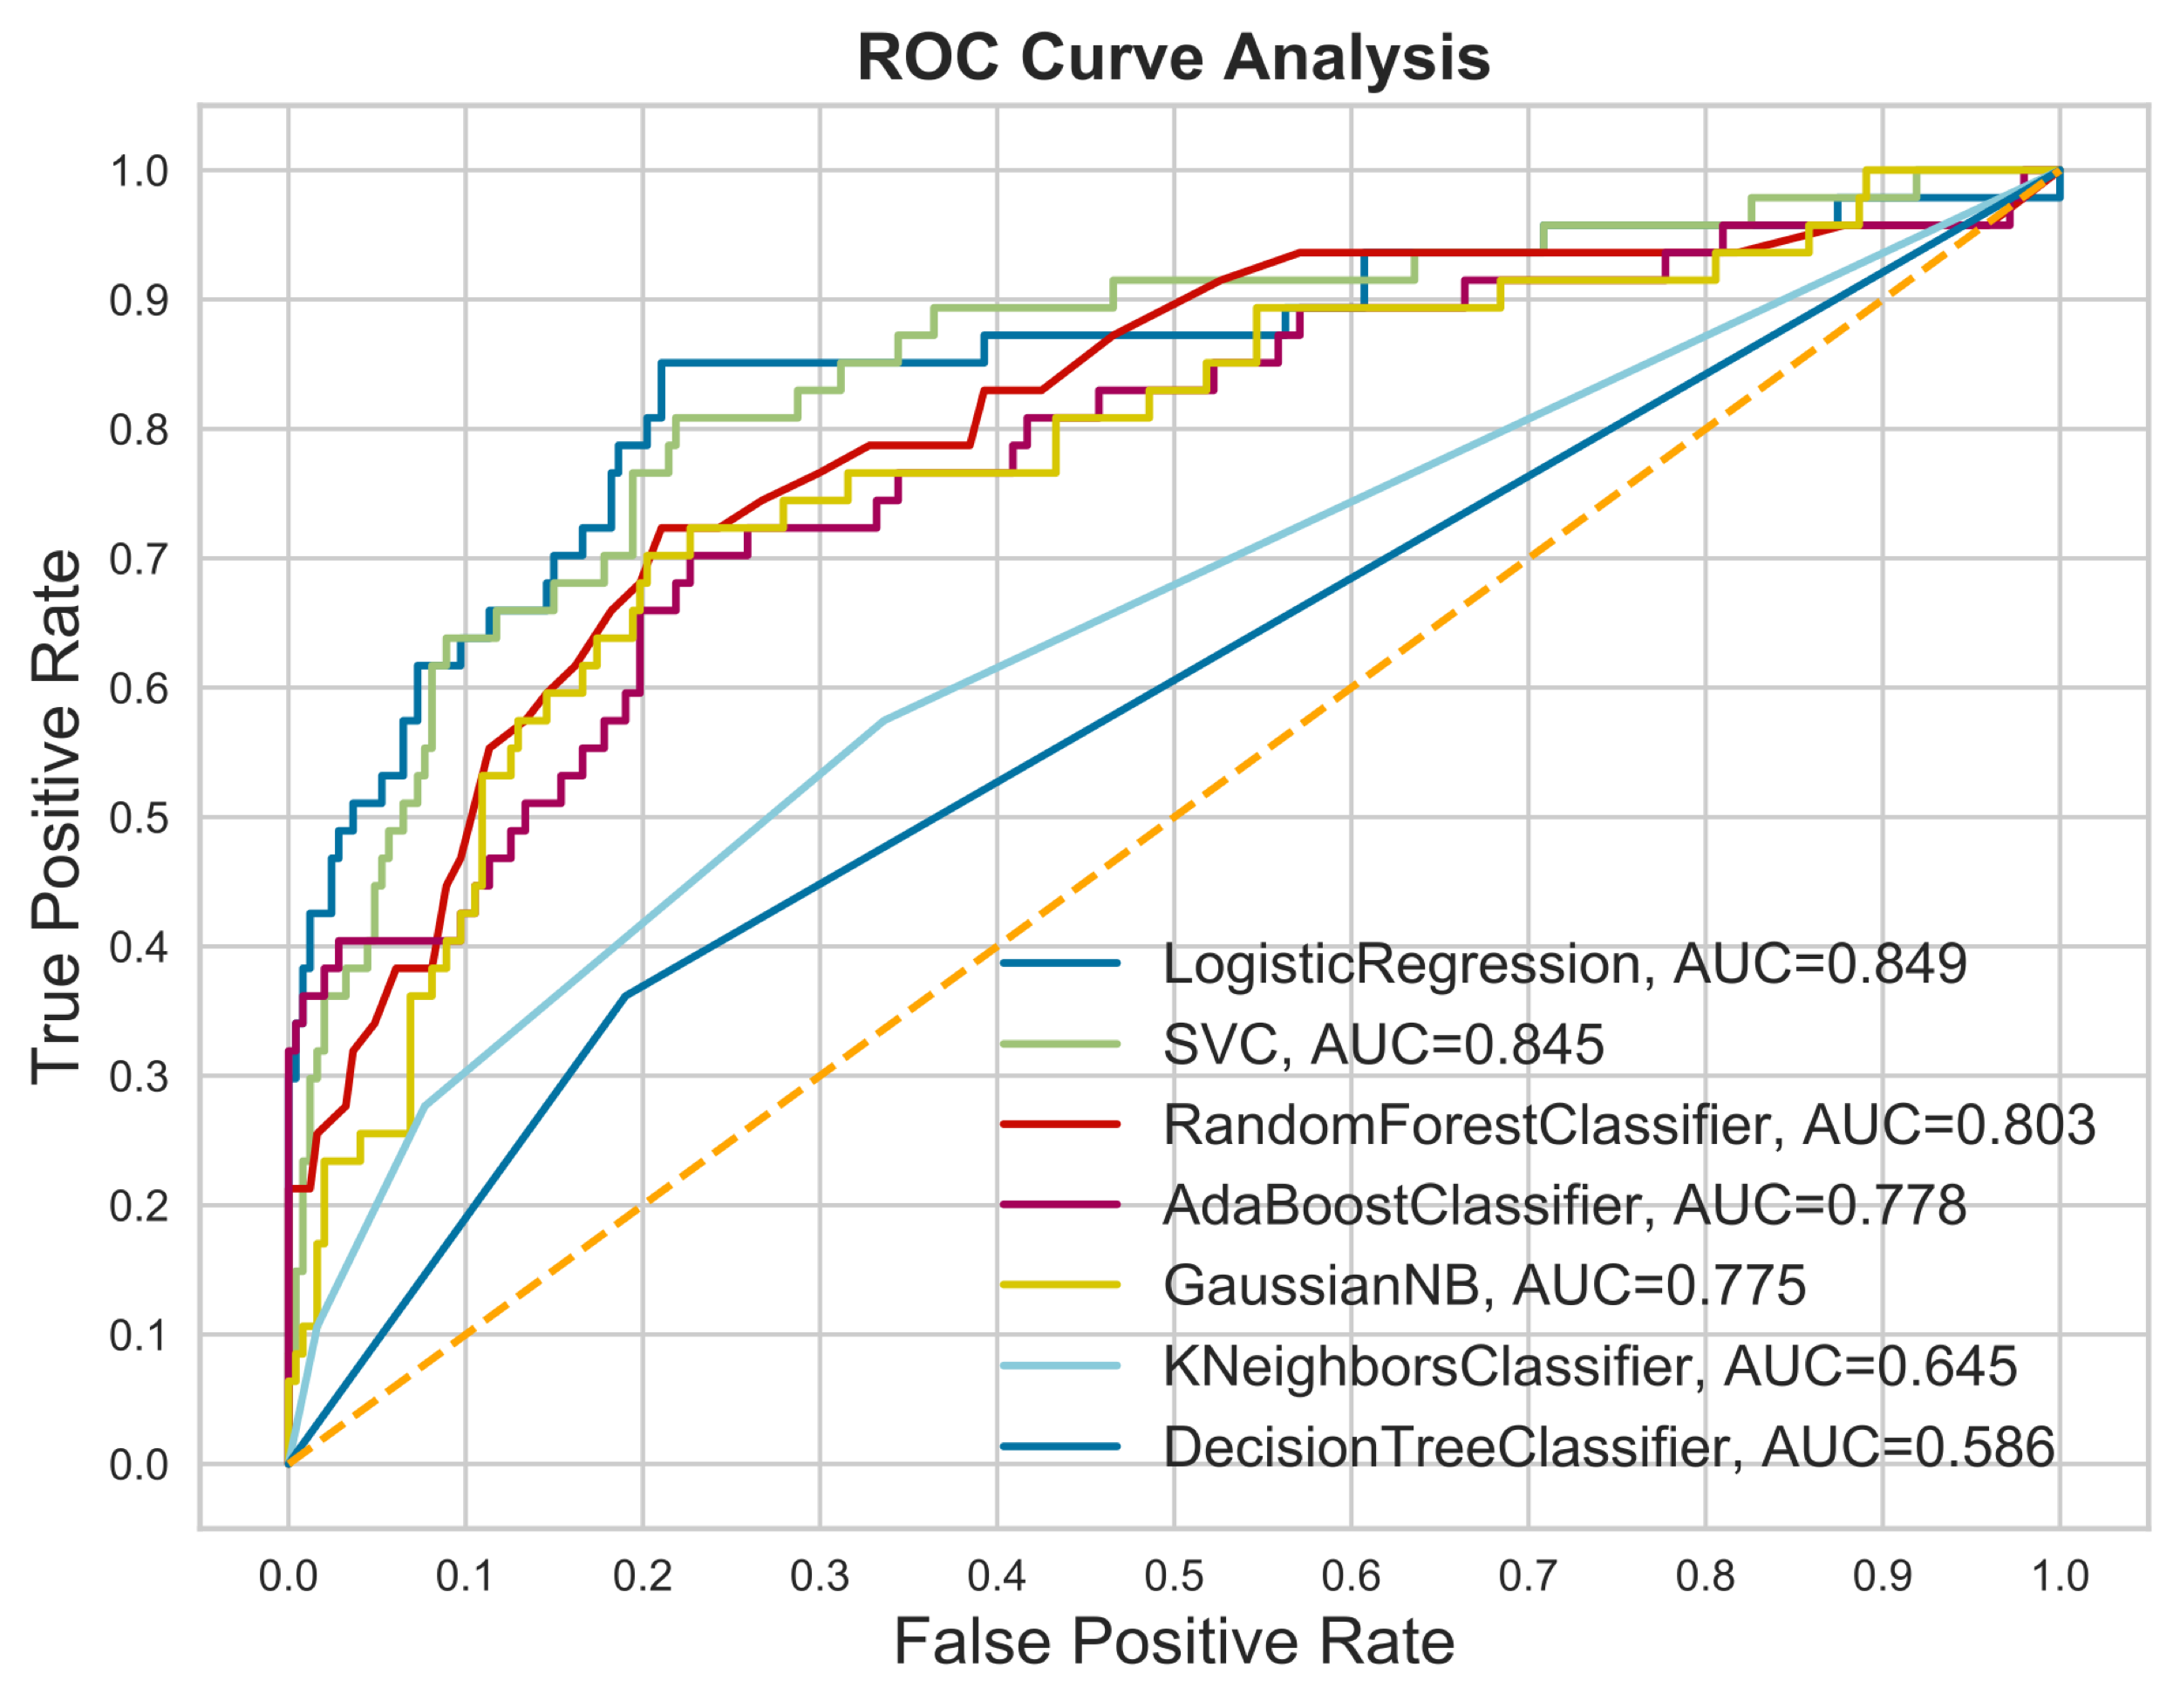 ROC Curve Analysis
True Positive Rate
1.0
0.9
0.8
0.7
0.6
0.5
0.4
0.3
0.2
0.1
0.0
LogisticRegression, AUC=0.849
SVC, AUC=0.845
RandomForestClassifier, AUC=0.803
AdaBoostClassifier, AUC=0.778
GaussianNB, AUC=0.775
KNeighborsClassifier, AUC=0.645
DecisionTreeClassifier, AUC=0.586
0.0 0.1 0.2 0.3 0.4 0.5 0.6 0.7 0.8 0.9 1.0
False Positive Rate